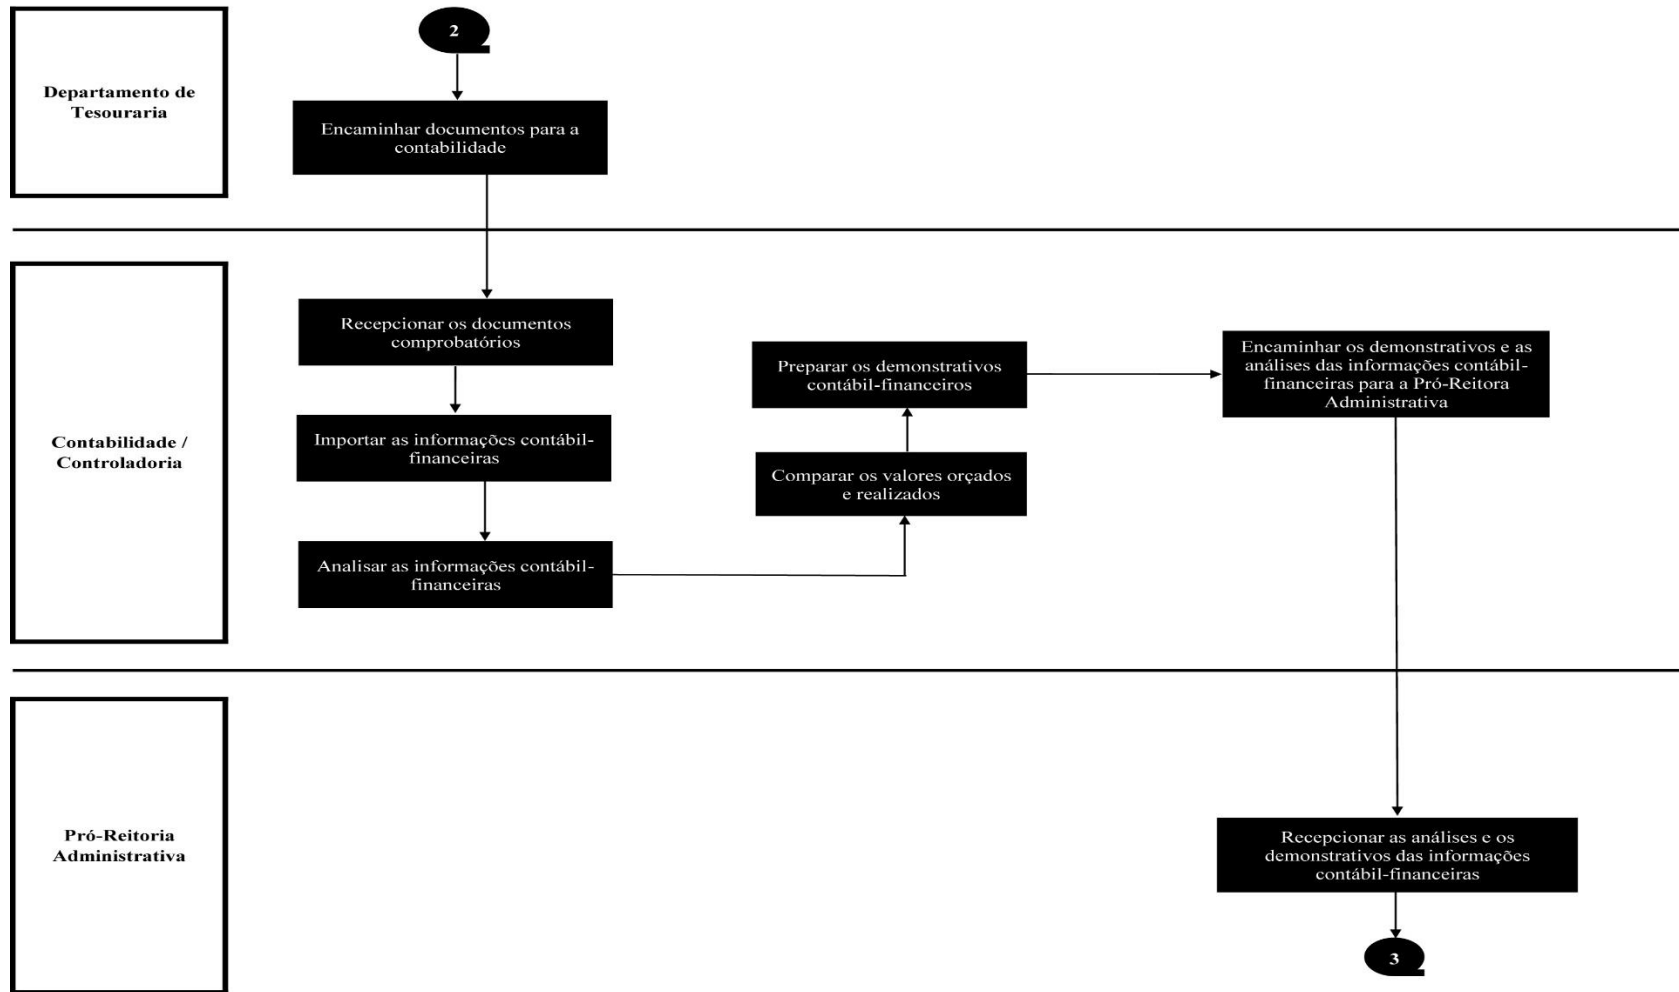 2
Departamento de
Tesouraria
Encaminhar documentos para a
contabilidade
Contabilidade /
Controladoria
Recepcionar os documentos
comprobatórios
Importar as informações contábil-
financeiras
Analisar as informações contábil-
financeiras
Comparar os valores orçados
e realizados
Preparar os demonstrativos
contábil-financeiros
Encaminhar os demonstrativos e as
análises das informações contábil-
financeiras para a Pró-Reitora
Administrativa
Pró-Reitoria
Administrativa
Recepcionar as análises e os
demonstrativos das informações
contábil-financeiras
3